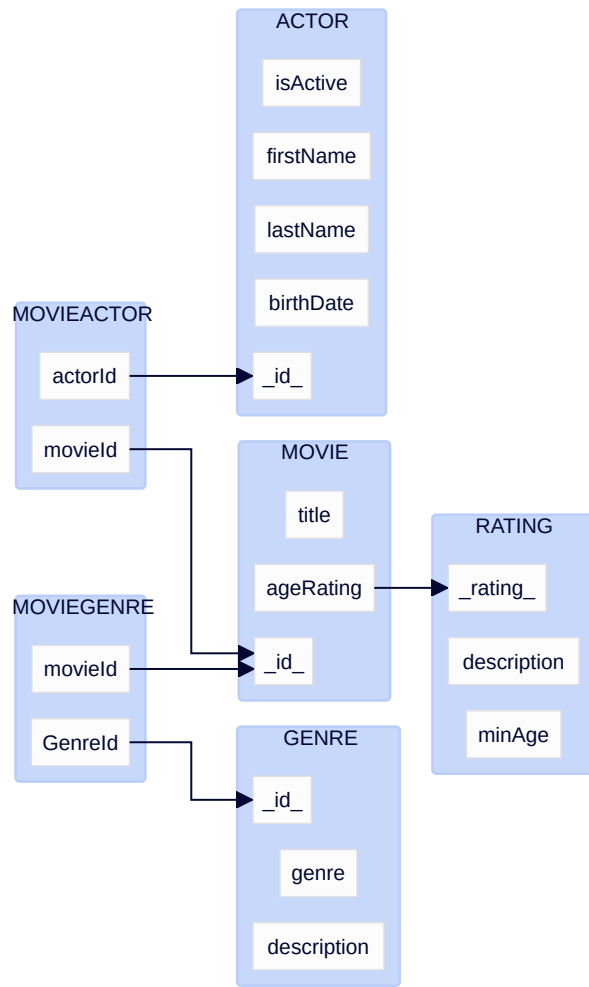 ACTOR
isActive
firstName
lastName
birthDate
_id_
MOVIEACTOR
actorId
movieId
MOVIE
title
ageRating
_id_
RATING
_rating_
description
minAge
MOVIEGENRE
movieId
GenreId
GENRE
_id_
genre
description